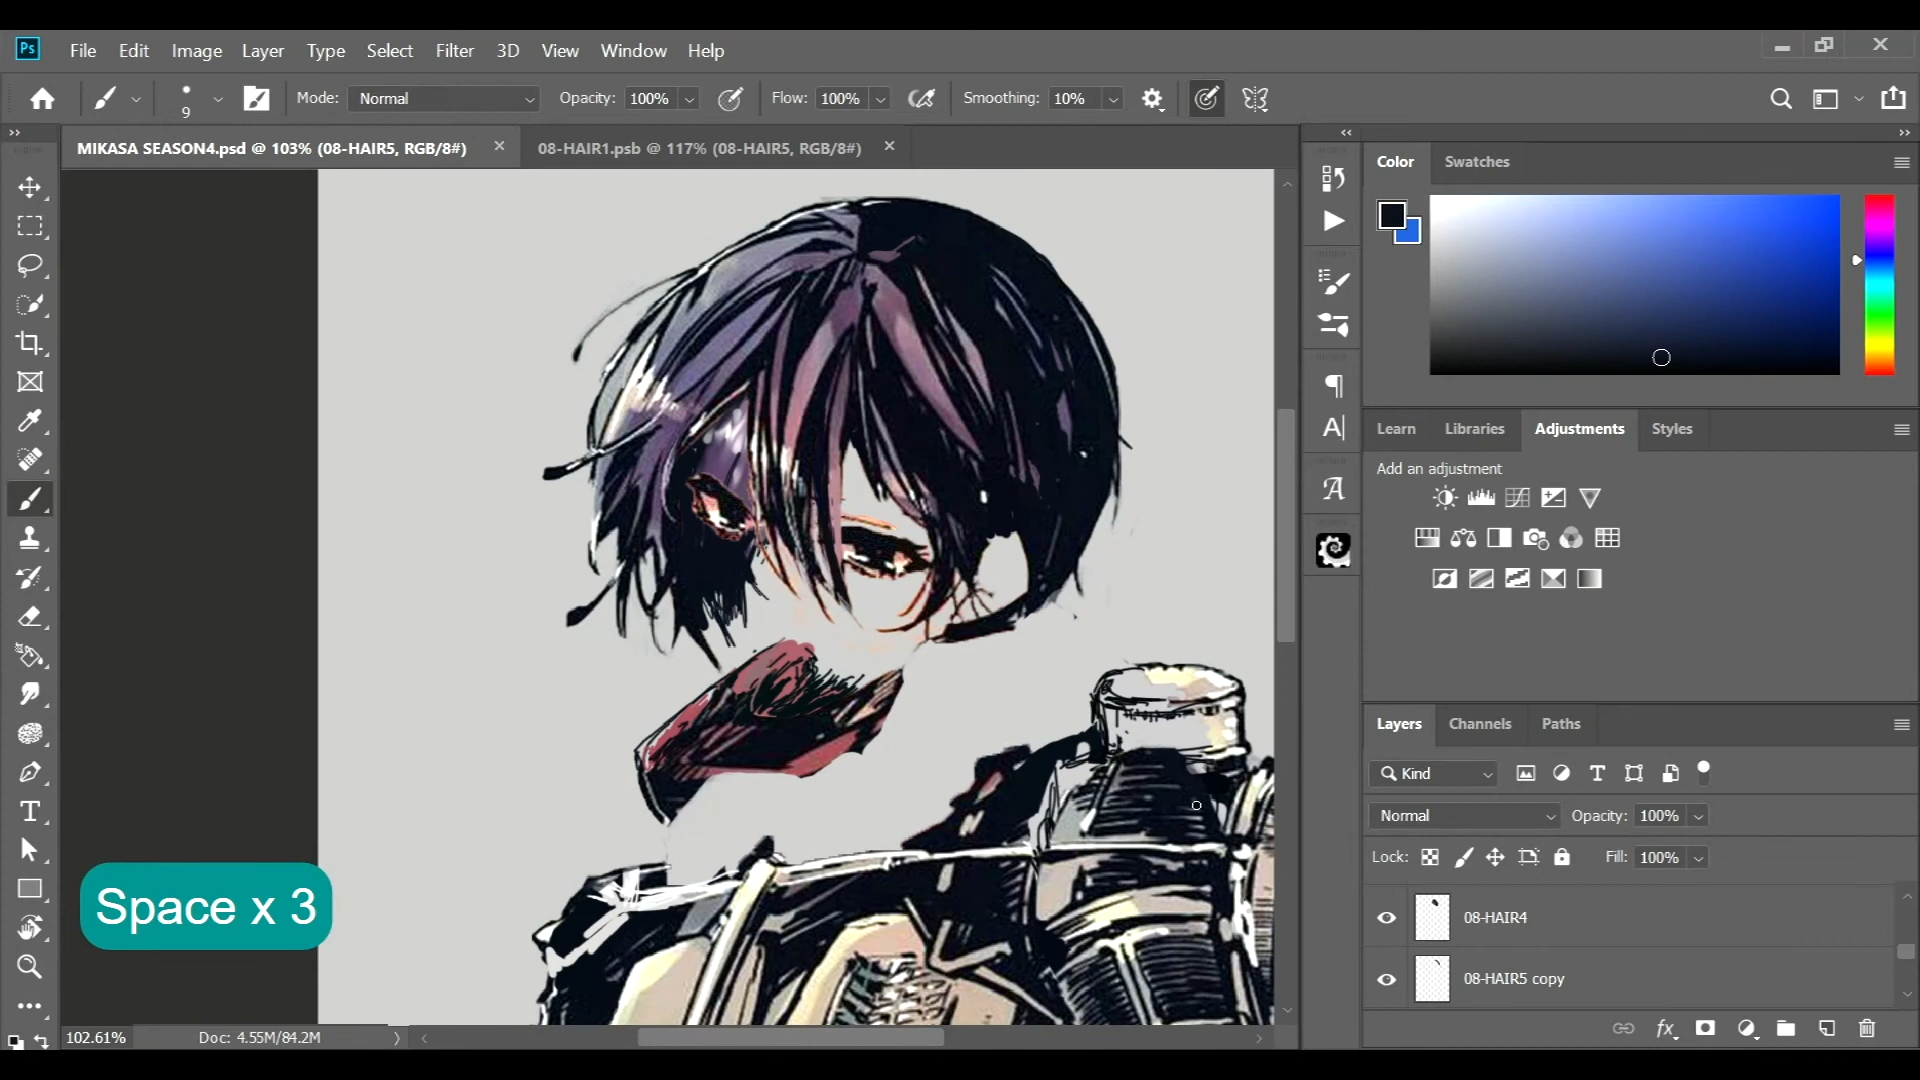 Ps
File Edit Image Layer Type Select Filter 3D View Window Help
9
Mode: Normal Opacity: 100% Flow: 100% Smoothing: 10%
MIKASA SEASON4.psd @ 103% (08-HAIR5, RGB/8#)
08-HAIR1.psb @ 117% (08-HAIR5, RGB/8#)
Color Swatches
Learn Libraries Adjustments Styles
Add an adjustment
Layers Channels Paths
Kind
Normal Opacity: 100%
Lock: Fill: 100%
08-HAIR4
08-HAIR5 copy
Space x 3
102.61% Doc: 4.55M/84.2M